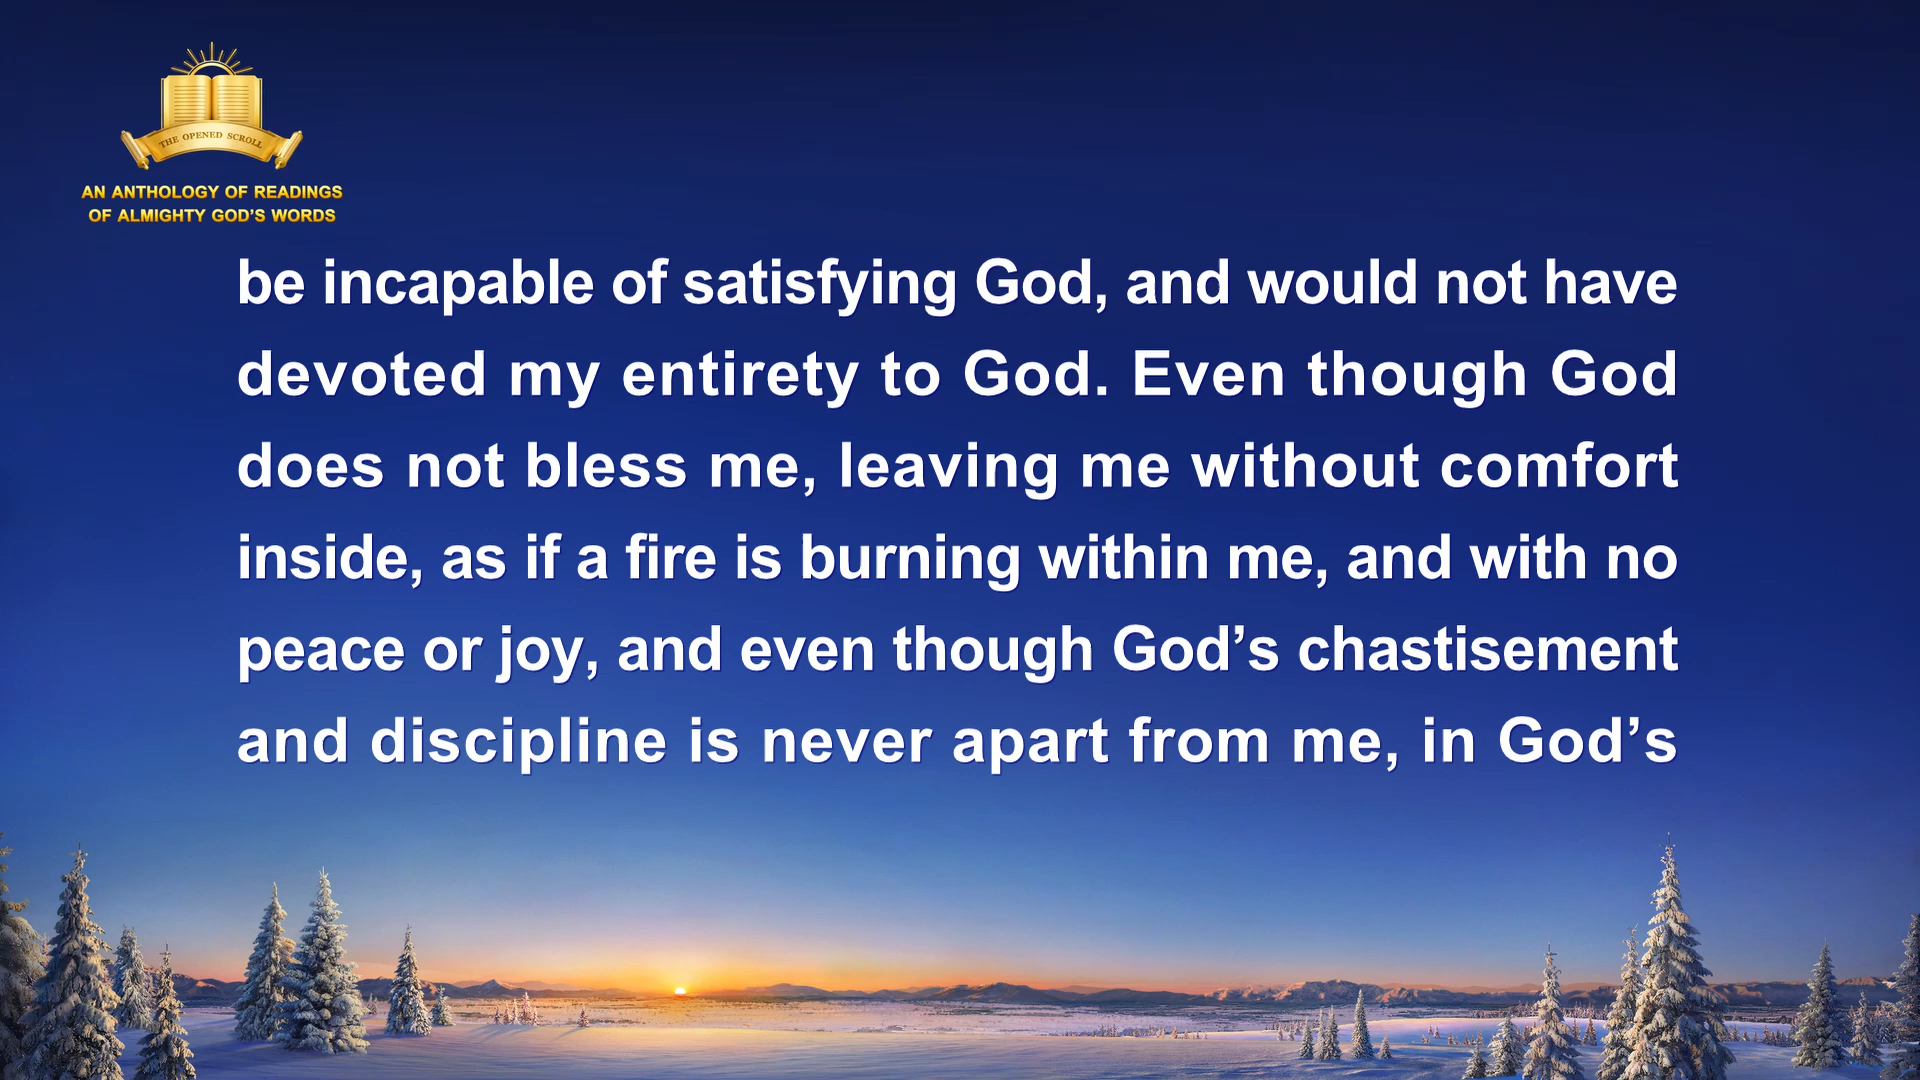 THE OPENED SCROLL
AN ANTHOLOGY OF READINGS
OF ALMIGHTY GOD’S WORDS
be incapable of satisfying God, and would not have
devoted my entirety to God. Even though God
does not bless me, leaving me without comfort
inside, as if a fire is burning within me, and with no
peace or joy, and even though God’s chastisement
and discipline is never apart from me, in God’s